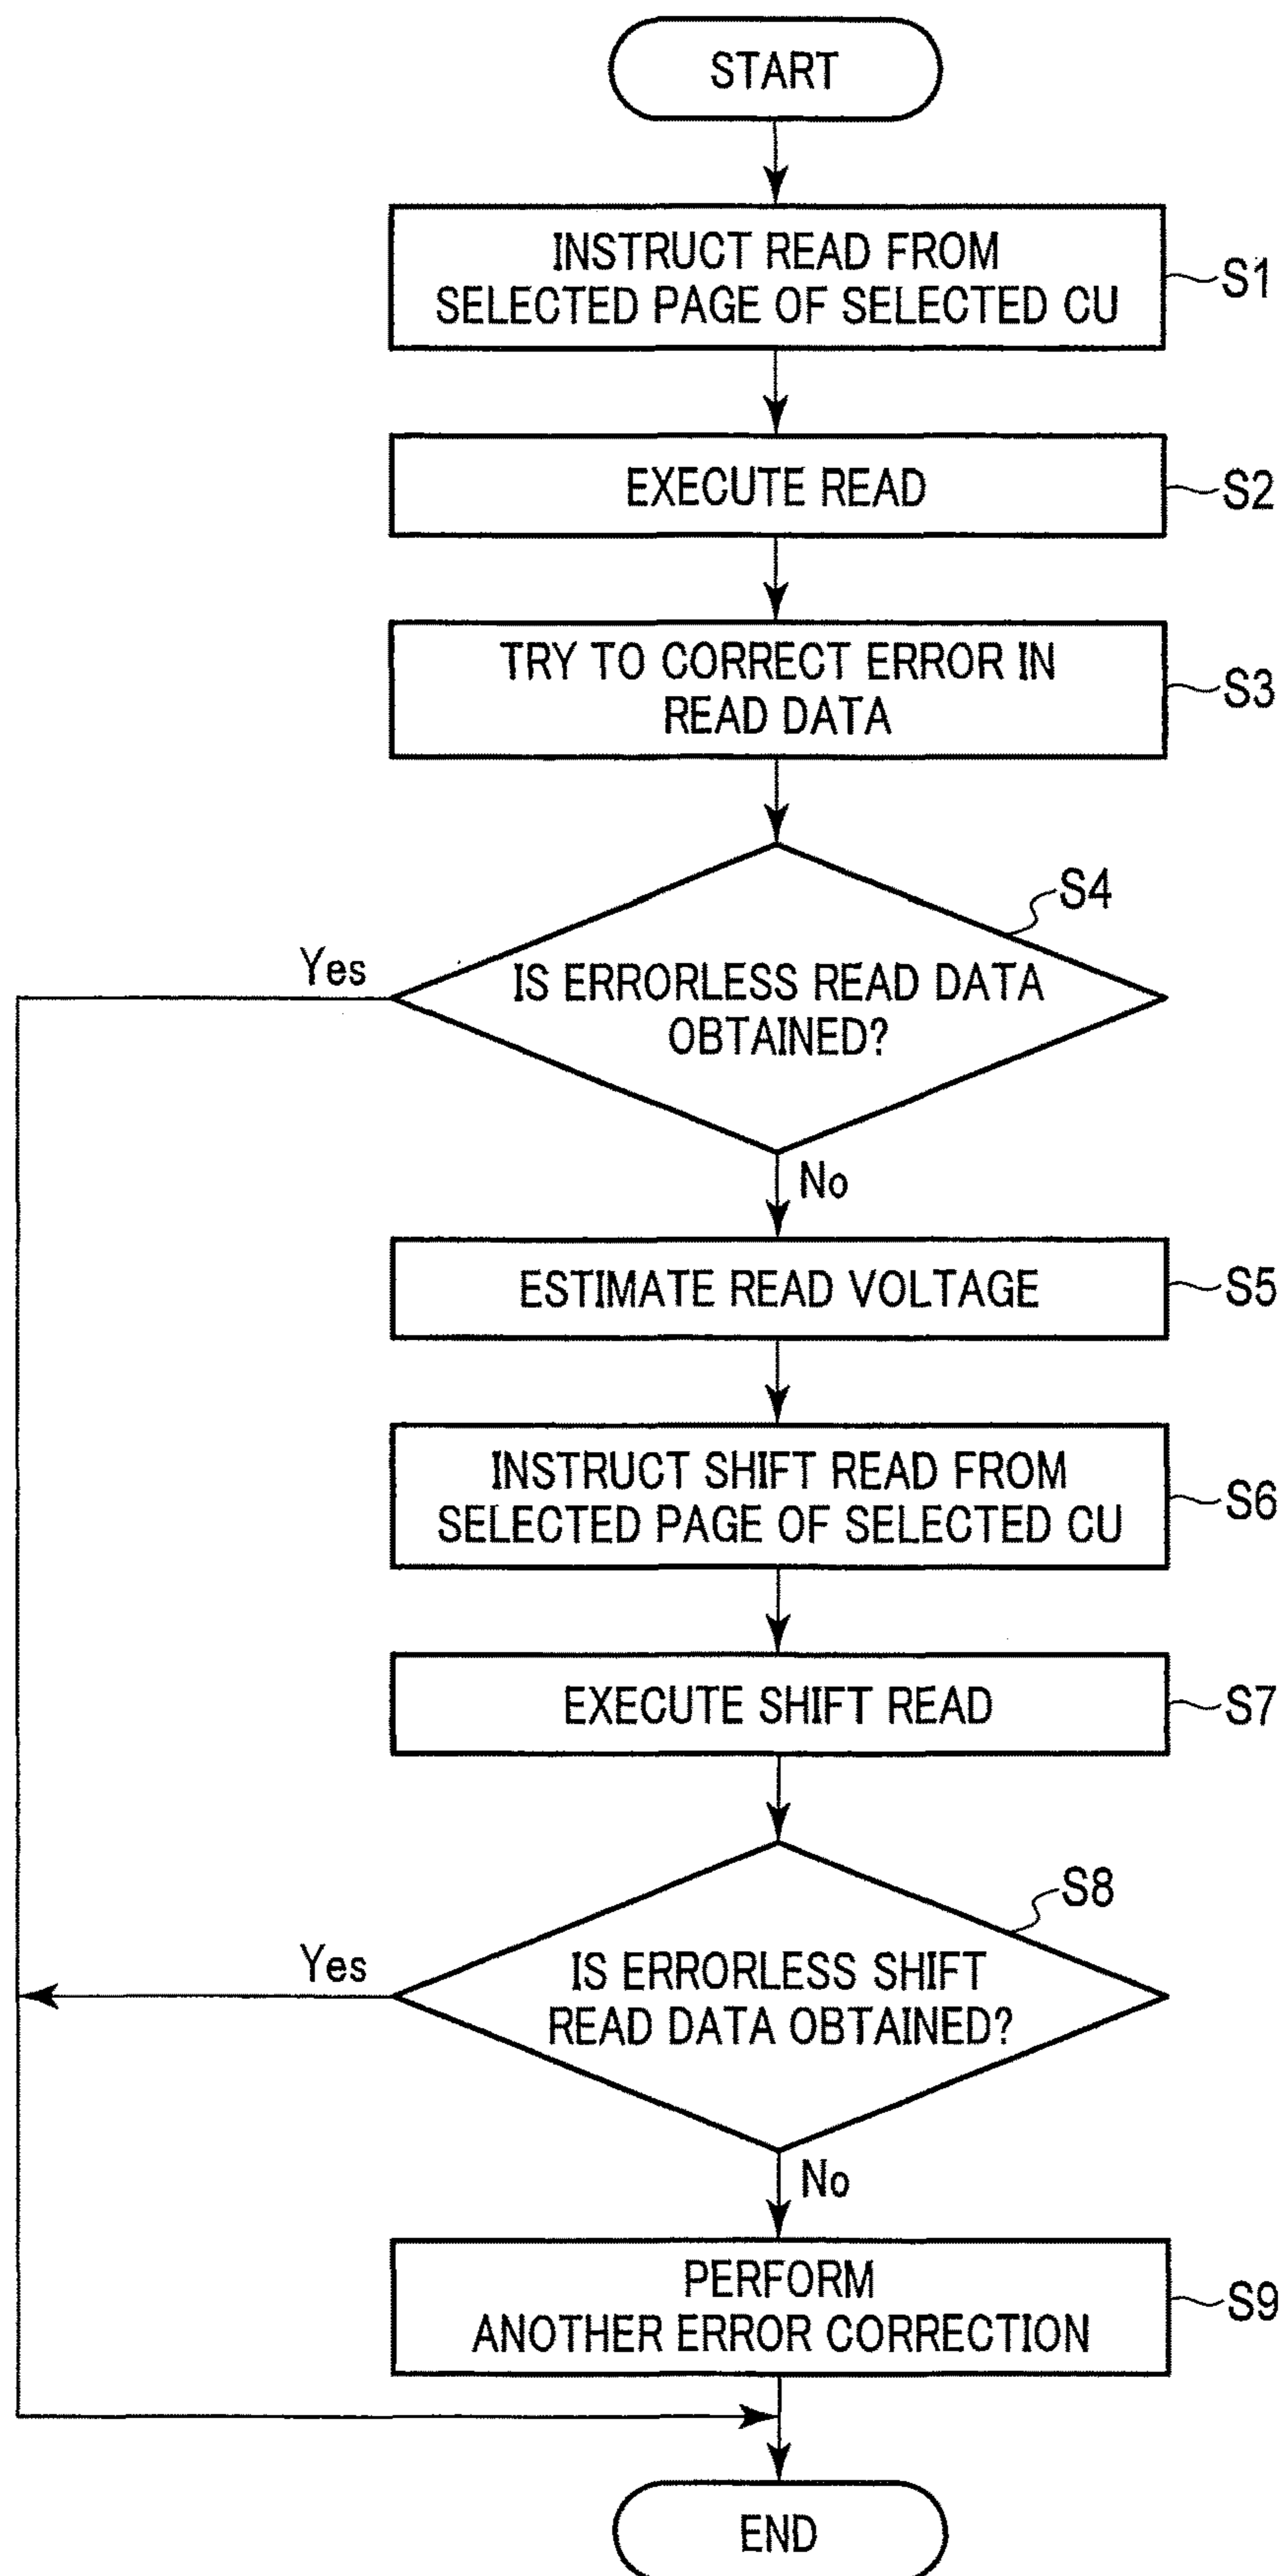 START
INSTRUCT READ FROM
SELECTED PAGE OF SELECTED CU
S1
EXECUTE READ
S2
TRY TO CORRECT ERROR IN
READ DATA
S3
S4
Yes
IS ERRORLESS READ DATA
OBTAINED?
No
ESTIMATE READ VOLTAGE
S5
INSTRUCT SHIFT READ FROM
SELECTED PAGE OF SELECTED CU
S6
EXECUTE SHIFT READ
S7
S8
Yes
IS ERRORLESS SHIFT
READ DATA OBTAINED?
No
PERFORM
ANOTHER ERROR CORRECTION
S9
END